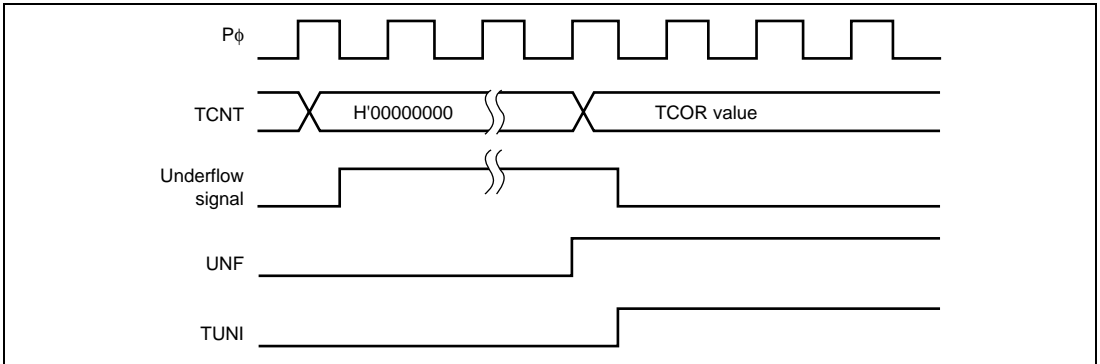 Pϕ
TCNT
H'00000000
TCOR value
Underflow
signal
UNF
TUNI